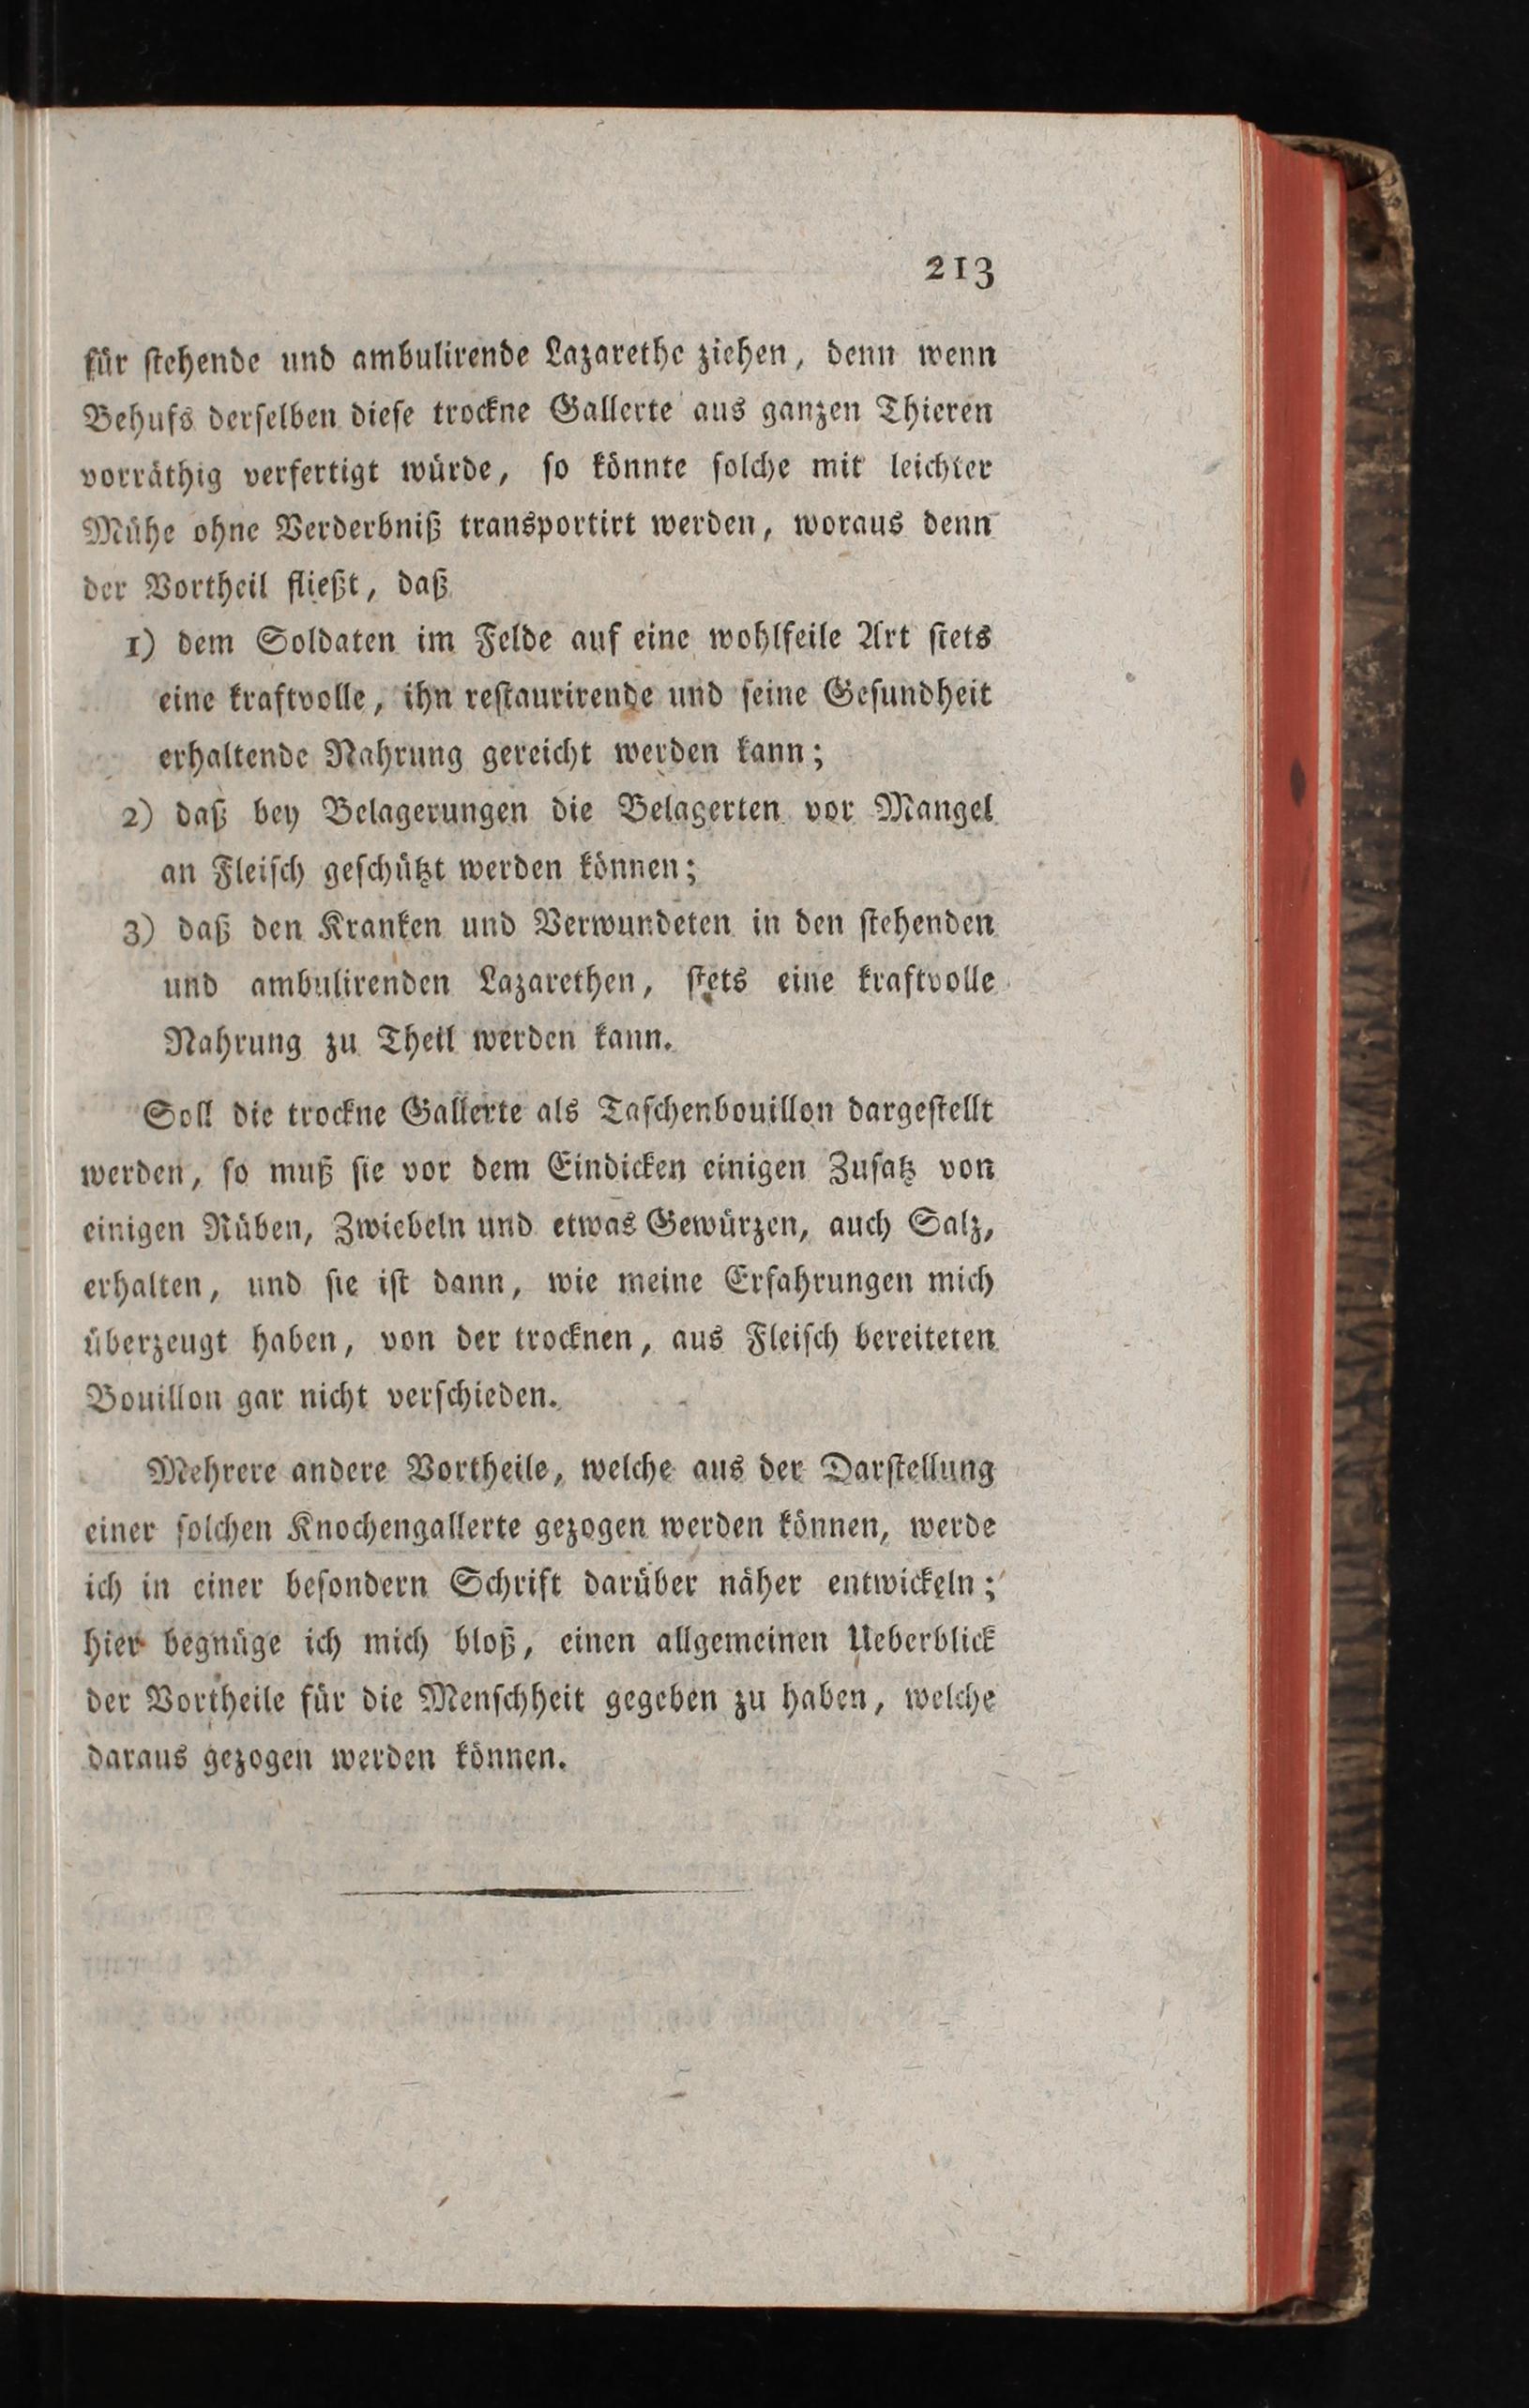 213
für stehende und ambulirende Lazarethe ziehen, denn wenn
Behufs derselben diese trockne Gallerte aus ganzen Thieren
vorräthig verfertigt würde, so könnte solche mit leichter
Mühe ohne Verderbniß transportirt werden, woraus denn
der Vortheil fließt, daß
1) dem Soldaten im Felde auf eine wohlfeile Art stets
eine kraftvolle, ihn restaurirende und seine Gesundheit
erhaltende Nahrung gereicht werden kann;
2) daß bey Belagerungen die Belagerten vor Mangel
an Fleisch geschützt werden können;
3) daß den Kranken und Verwundeten in den stehenden
und ambulirenden Lazarethen, stets eine kraftvolle
Nahrung zu Theil werden kann.
Soll die trockne Gallerte als Taschenbouillon dargestellt
werden, so muß sie vor dem Eindicken einigen Zusatz von
einigen Rüben, Zwiebeln und etwas Gewürzen, auch Salz,
erhalten, und sie ist dann, wie meine Erfahrungen mich
überzeugt haben, von der trocknen, aus Fleisch bereiteten
Bouillon gar nicht verschieden.
Mehrere andere Vortheile, welche aus der Darstellung
einer solchen Knochengallerte gezogen werden können, werde
ich in einer besondern Schrift darüber näher entwickeln;
hier begnüge ich mich bloß, einen allgemeinen Ueberblick
der Vortheile für die Menschheit gegeben zu haben, welche
daraus gezogen werden können.